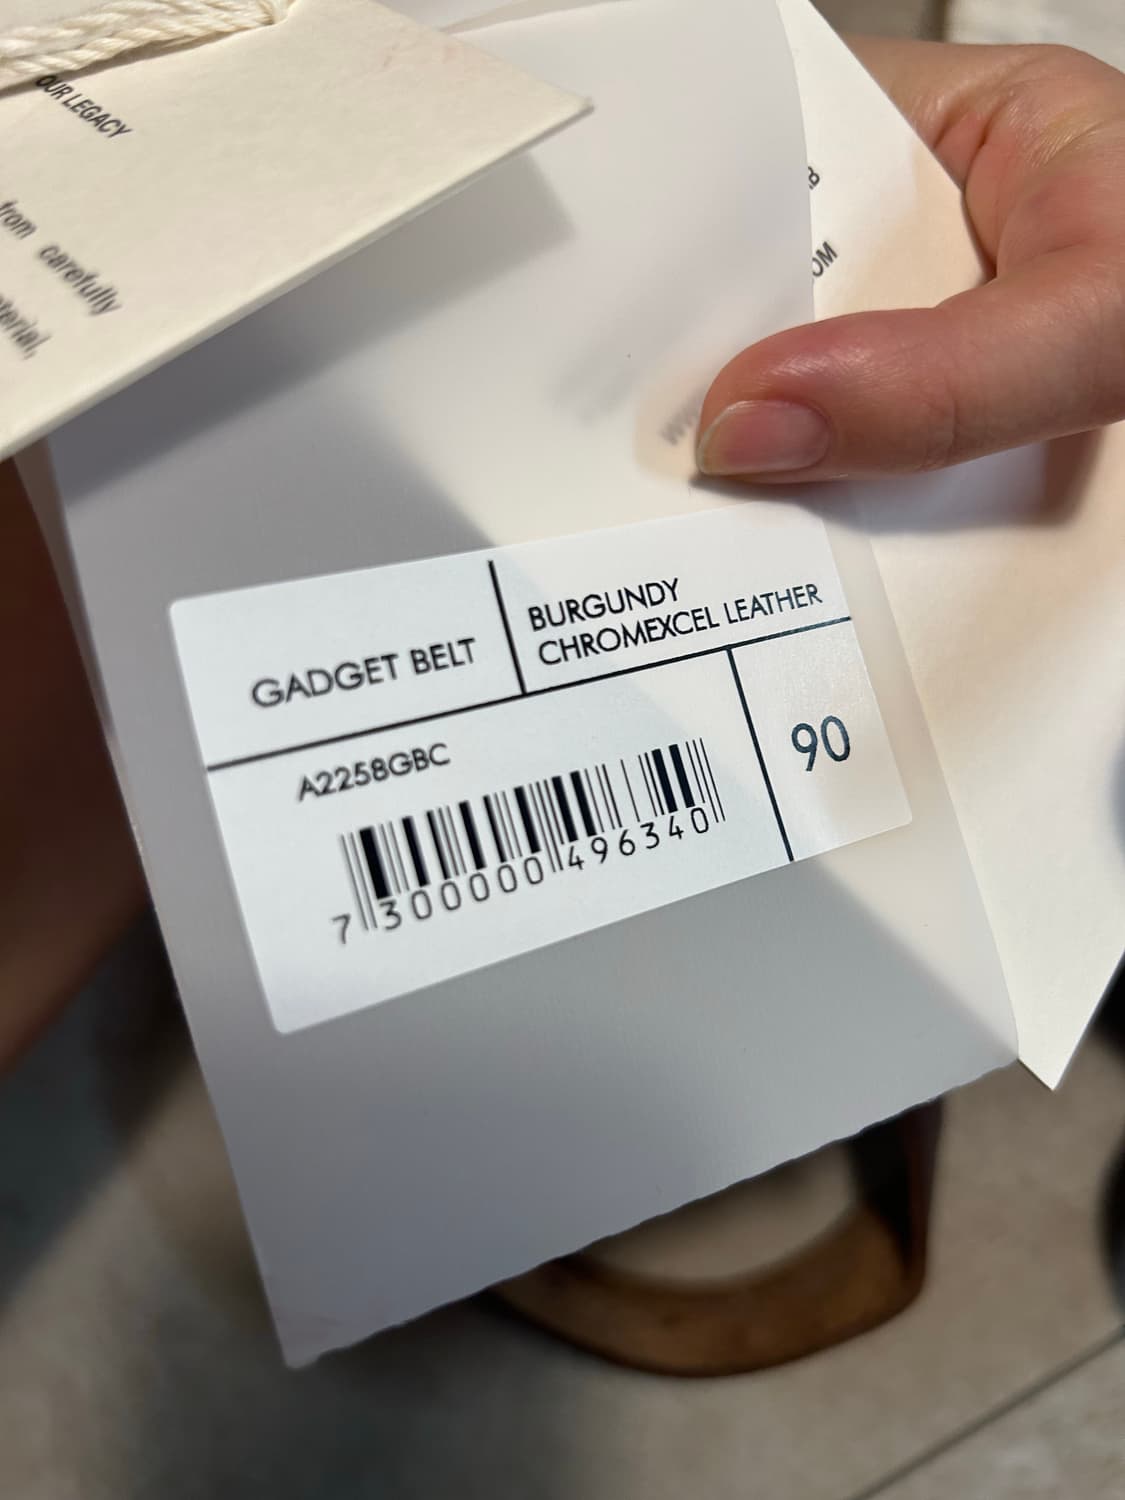 OUR LEGACY
from carefully
GADGET BELT
BURGUNDY
CHROMEXCEL LEATHER
A2258GBC
7 300000 496340
90